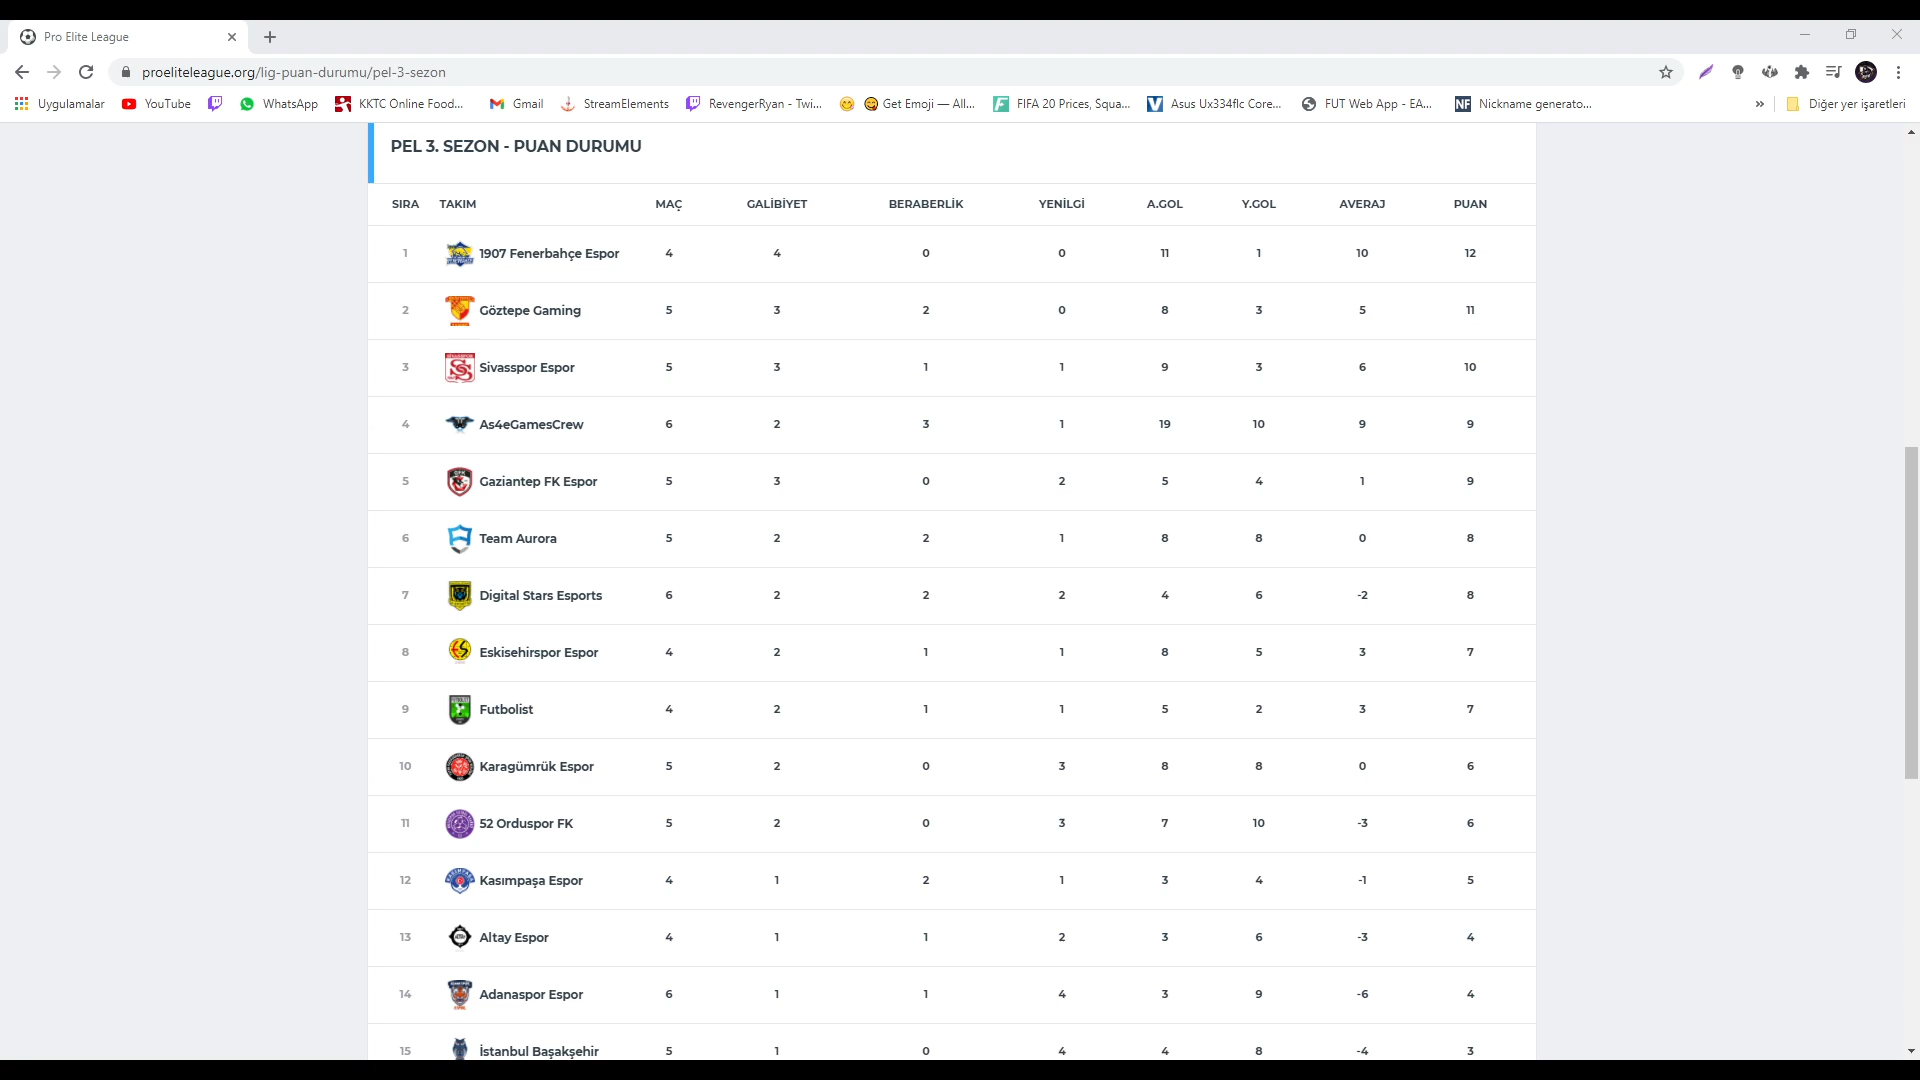 Pro Elite League
proeliteleague.org/lig-puan-durumu/pel-3-sezon
Uygulamalar YouTube WhatsApp KKTC Online Food... Gmail StreamElements RevengerRyan - Twi... Get Emoji — All... FIFA 20 Prices, Squa... Asus Ux334flc Core... FUT Web App - EA... NF Nickname generato... » Diğer yer işaretleri
PEL 3. SEZON - PUAN DURUMU
SIRA TAKIM MAÇ GALİBİYET BERABERLİK YENİLGİ A.GOL Y.GOL AVERAJ PUAN
1 1907 Fenerbahçe Espor 4 4 0 0 11 1 10 12
2 Göztepe Gaming 5 3 2 0 8 3 5 11
3 Sivasspor Espor 5 3 1 1 9 3 6 10
4 As4eGamesCrew 6 2 3 1 19 10 9 9
5 Gaziantep FK Espor 5 3 0 2 5 4 1 9
6 Team Aurora 5 2 2 1 8 8 0 8
7 Digital Stars Esports 6 2 2 2 4 6 -2 8
8 Eskisehirspor Espor 4 2 1 1 8 5 3 7
9 Futbolist 4 2 1 1 5 2 3 7
10 Karagümrük Espor 5 2 0 3 8 8 0 6
11 52 Orduspor FK 5 2 0 3 7 10 -3 6
12 Kasımpaşa Espor 4 1 2 1 3 4 -1 5
13 Altay Espor 4 1 1 2 3 6 -3 4
14 Adanaspor Espor 6 1 1 4 3 9 -6 4
15 İstanbul Başakşehir 5 1 0 4 4 8 -4 3